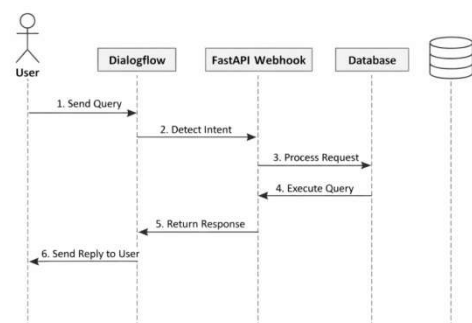 User
Dialogflow
FastAPI Webhook
Database
1. Send Query
2. Detect Intent
3. Process Request
4. Execute Query
5. Return Response
6. Send Reply to User